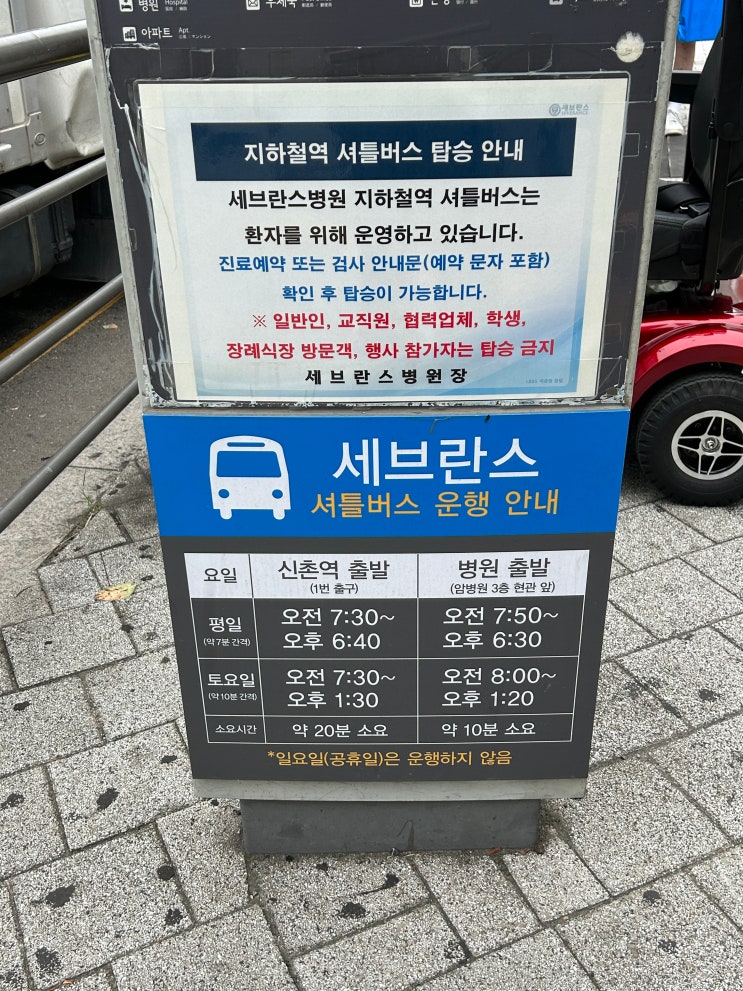 병원 Hospital
아파트 Apt.
세브란스
지하철역 셔틀버스 탑승 안내
세브란스병원 지하철역 셔틀버스는
환자를 위해 운영하고 있습니다.
진료예약 또는 검사 안내문(예약 문자 포함)
확인 후 탑승이 가능합니다.
※ 일반인, 교직원, 협력업체, 학생,
장례식장 방문객, 행사 참가자는 탑승 금지
세브란스병원장
세브란스
셔틀버스 운행 안내
요일 신촌역 출발 (1번 출구) 병원 출발 (암병원 3층 현관 앞)
평일 (약 7분 간격) 오전 7:30~ 오후 6:40 오전 7:50~ 오후 6:30
토요일 (약 10분 간격) 오전 7:30~ 오후 1:30 오전 8:00~ 오후 1:20
소요시간 약 20분 소요 약 10분 소요
*일요일(공휴일)은 운행하지 않음